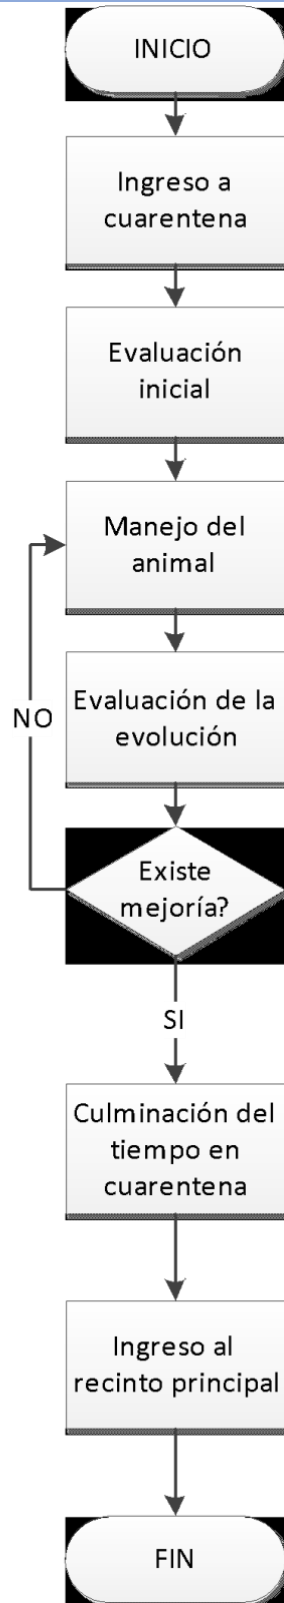 INICIO
Ingreso a
cuarentena
Evaluación
inicial
Manejo del
animal
NO
Evaluación de la
evolución
Existe
mejoría?
SI
Culminación del
tiempo en
cuarentena
Ingreso al
recinto principal
FIN